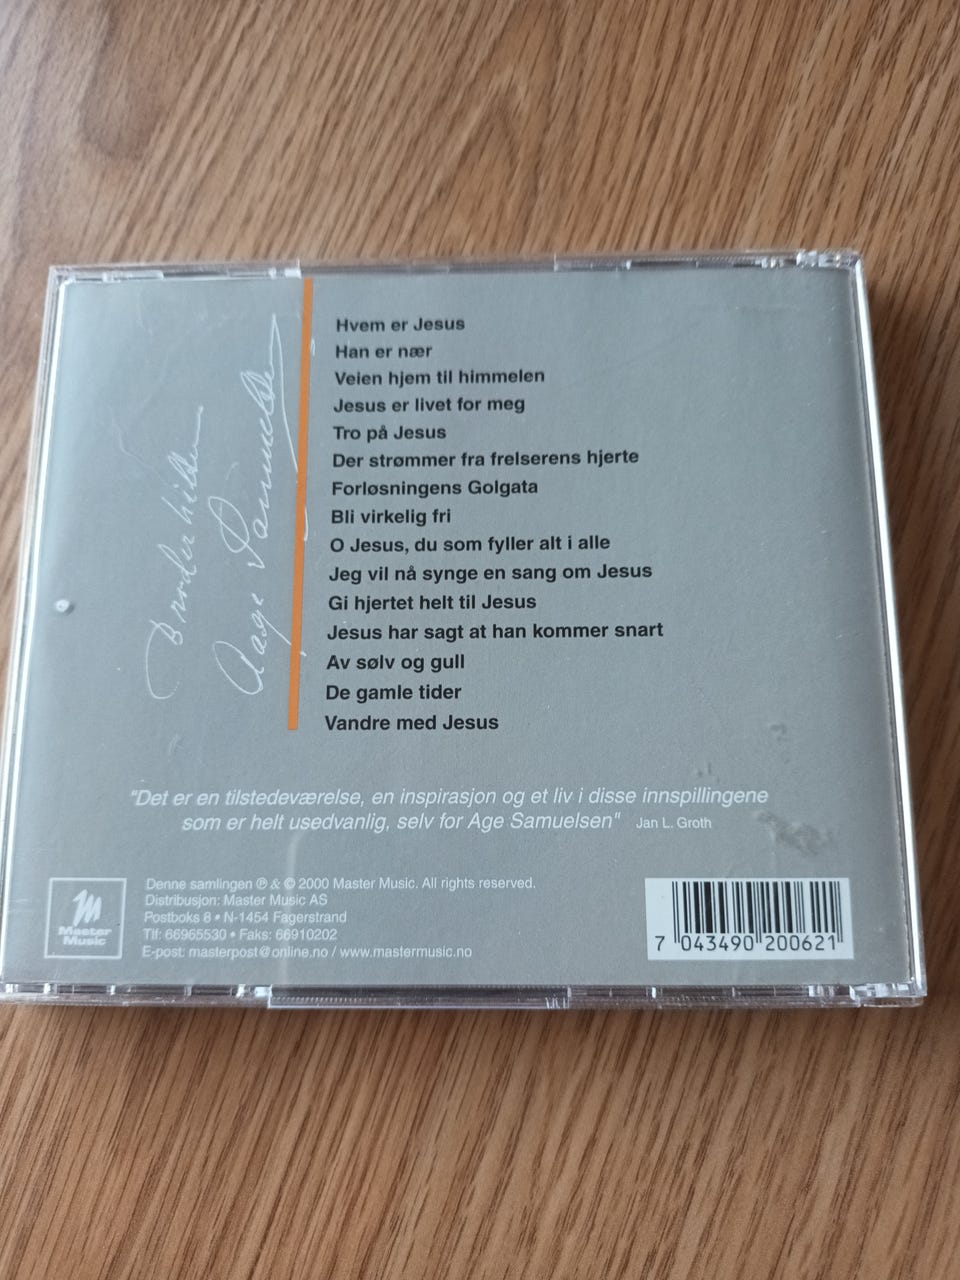 Broderhilsen
Aage Samuelsen
Hvem er Jesus
Han er nær
Veien hjem til himmelen
Jesus er livet for meg
Tro på Jesus
Der strømmer fra frelserens hjerte
Forløsningens Golgata
Bli virkelig fri
O Jesus, du som fyller alt i alle
Jeg vil nå synge en sang om Jesus
Gi hjertet helt til Jesus
Jesus har sagt at han kommer snart
Av sølv og gull
De gamle tider
Vandre med Jesus
"Det er en tilstedeværelse, en inspirasjon og et liv i disse innspillingene
som er helt usedvanlig, selv for Age Samuelsen" Jan L. Groth
Master
Music
Denne samlingen ℗ & © 2000 Master Music. All rights reserved.
Distribusjon: Master Music AS
Postboks 8 • N-1454 Fagerstrand
Tlf: 66965530 • Faks: 66910202
E-post: masterpost@online.no / www.mastermusic.no
7 043490 200621